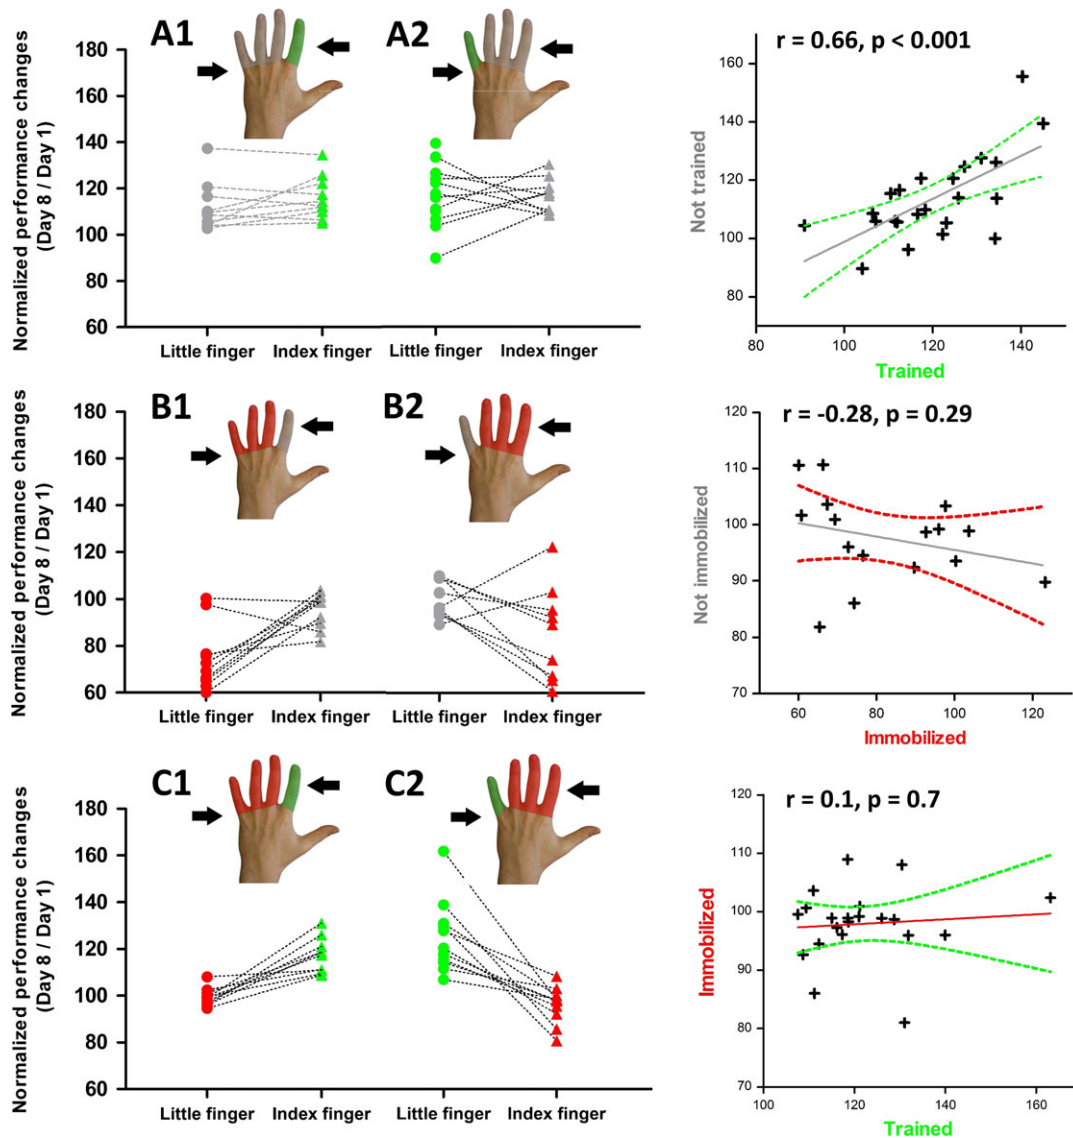 A1
A2
Normalized performance changes
(Day 8 / Day 1)
180
160
140
120
100
80
60
Little finger
Index finger
Little finger
Index finger
r = 0.66, p < 0.001
Not trained
160
140
120
100
80
80
100
120
140
Trained
B1
B2
Normalized performance changes
(Day 8 / Day 1)
180
160
140
120
100
80
60
Little finger
Index finger
Little finger
Index finger
r = -0.28, p = 0.29
Not immobilized
120
110
100
90
80
70
60
80
100
120
Immobilized
C1
C2
Normalized performance changes
(Day 8 / Day 1)
180
160
140
120
100
80
60
Little finger
Index finger
Little finger
Index finger
r = 0.1, p = 0.7
Immobilized
120
110
100
90
80
70
100
120
140
160
Trained